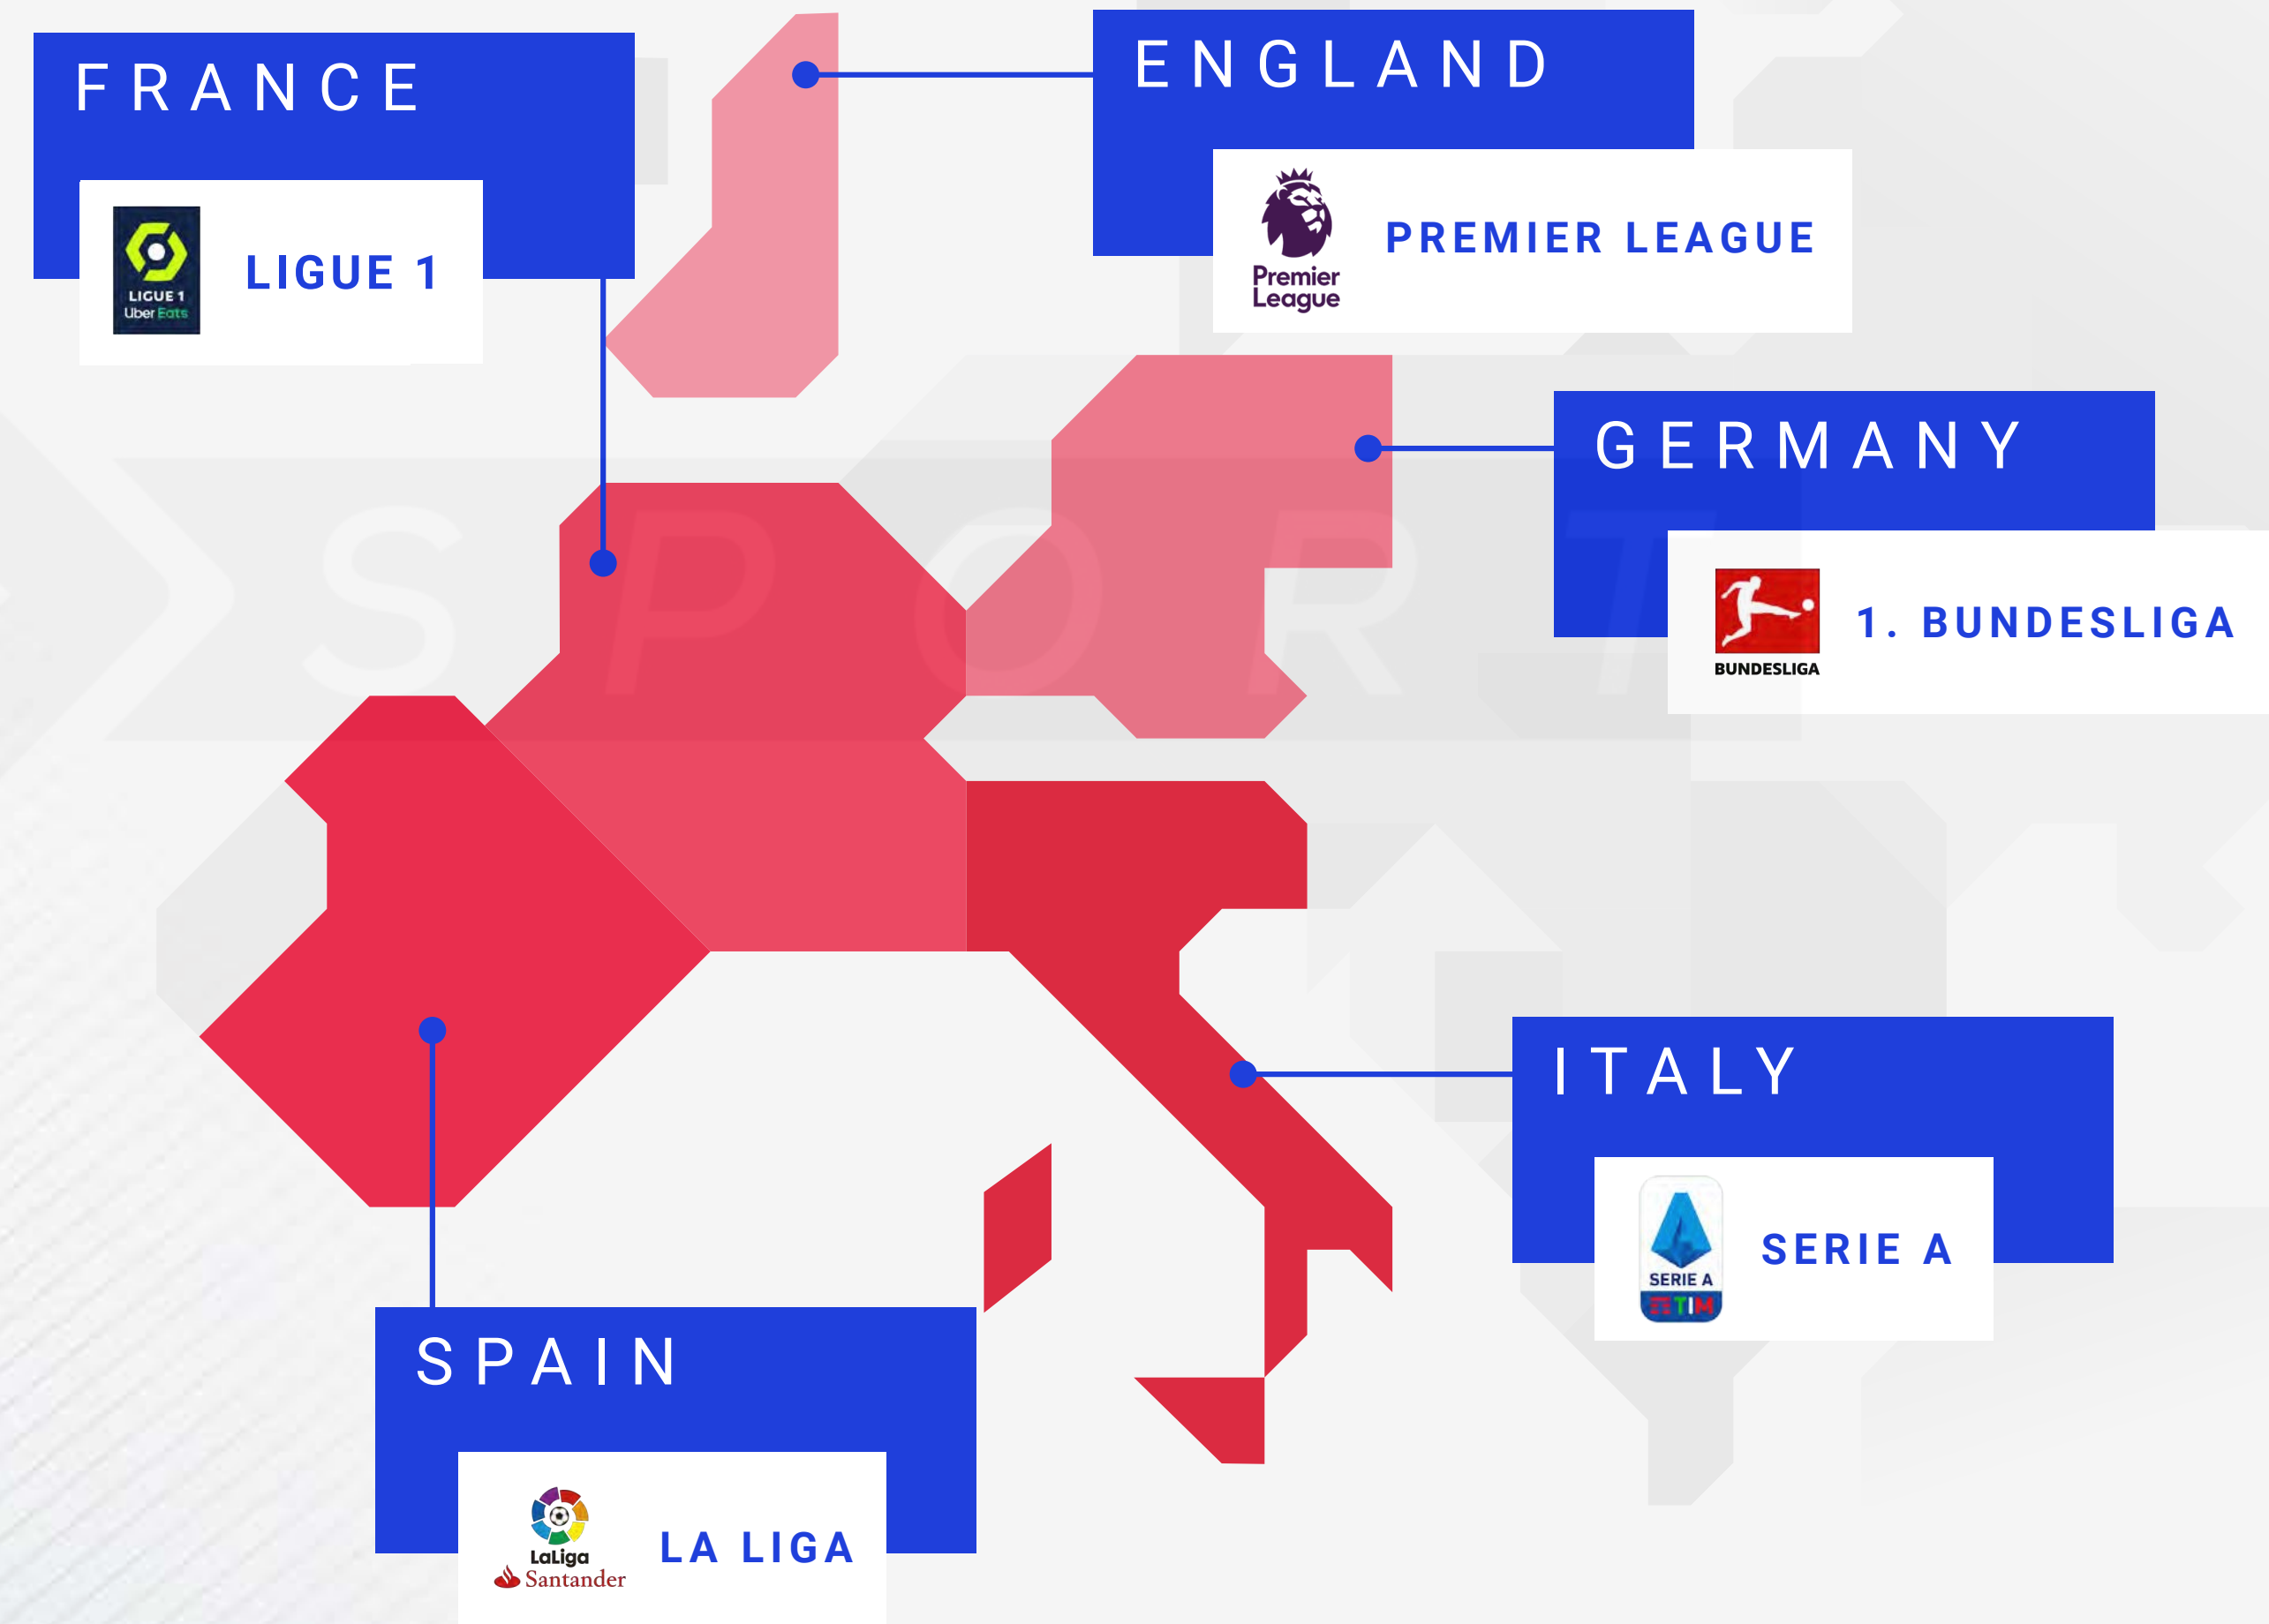 FRANCE
LIGUE 1
Uber Eats
LIGUE 1
ENGLAND
Premier
League
PREMIER LEAGUE
GERMANY
BUNDESLIGA
1. BUNDESLIGA
SPORT
ITALY
SERIE A
TIM
SERIE A
SPAIN
LaLiga
Santander
LA LIGA